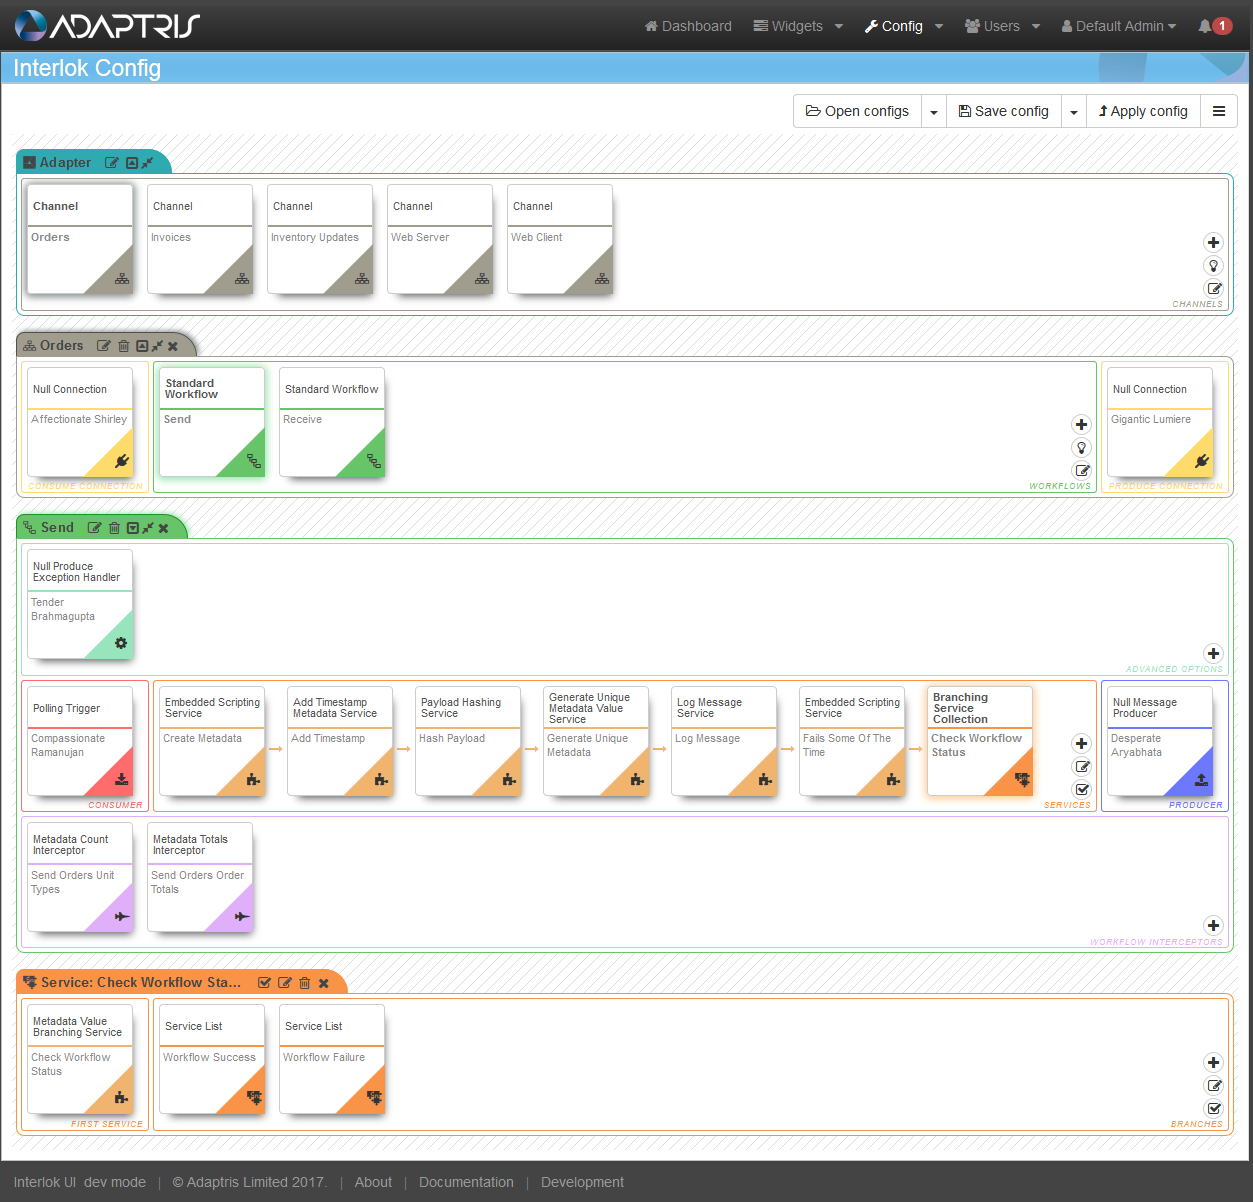 ADAPTRIS
Dashboard Widgets Config Users Default Admin 1
Interlok Config
Open configs Save config Apply config
Adapter
Channel Channel Channel Channel Channel
Orders Invoices Inventory Updates Web Server Web Client
CHANNELS
Orders
Null Connection
Affectionate Shirley
CONSUME CONNECTION
Standard
Workflow
Send
Standard Workflow
Receive
WORKFLOWS
Null Connection
Gigantic Lumiere
PRODUCE CONNECTION
Send
Null Produce
Exception Handler
Tender
Brahmagupta
ADVANCED OPTIONS
Polling Trigger
Compassionate
Ramanujan
CONSUMER
Embedded Scripting
Service
Create Metadata
Add Timestamp
Metadata Service
Add Timestamp
Payload Hashing
Service
Hash Payload
Generate Unique
Metadata Value
Service
Generate Unique
Metadata
Log Message
Service
Log Message
Embedded Scripting
Service
Fails Some Of The
Time
Branching
Service
Collection
Check Workflow
Status
SERVICES
Null Message
Producer
Desperate
Aryabhata
PRODUCER
Metadata Count
Interceptor
Send Orders Unit
Types
Metadata Totals
Interceptor
Send Orders Order
Totals
WORKFLOW INTERCEPTORS
Service: Check Workflow Sta...
Metadata Value
Branching Service
Check Workflow
Status
FIRST SERVICE
Service List
Workflow Success
Service List
Workflow Failure
BRANCHES
Interlok UI dev mode | © Adaptris Limited 2017. | About | Documentation | Development